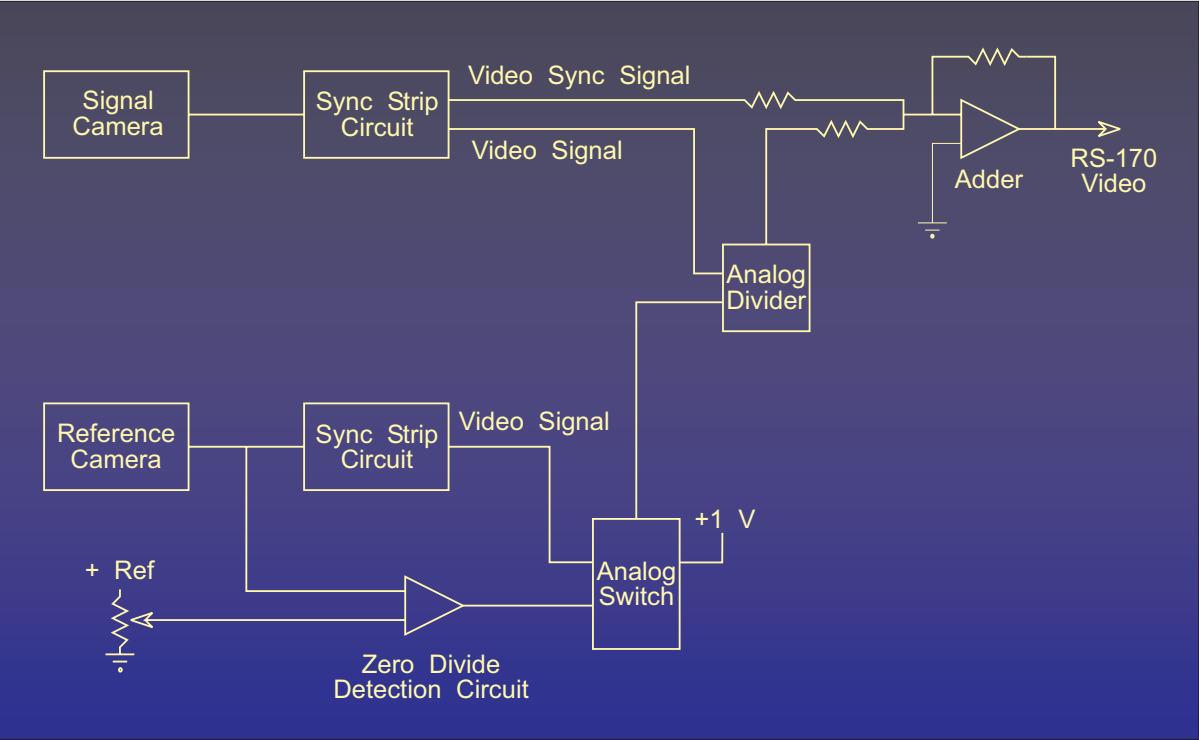 Signal
Camera
Sync Strip
Circuit
Video Sync Signal
Video Signal
Adder
RS-170
Video
Analog
Divider
Reference
Camera
Sync Strip
Circuit
Video Signal
+1 V
Analog
Switch
+ Ref
Zero Divide
Detection Circuit